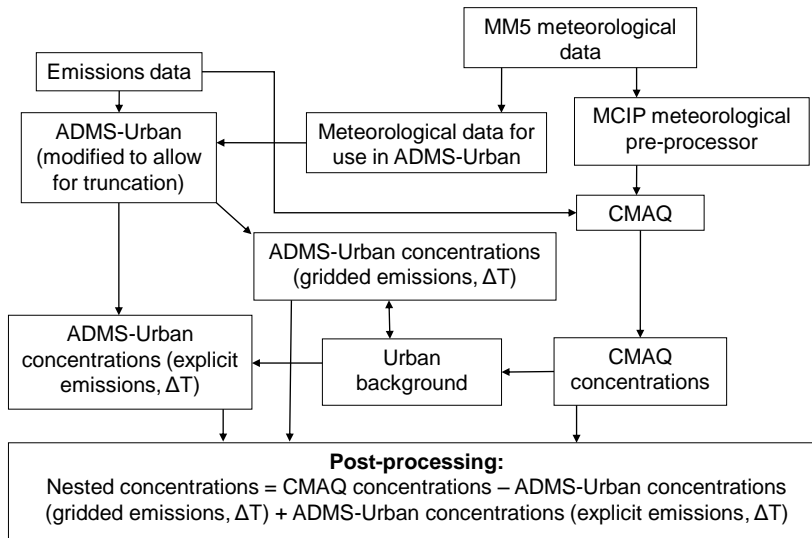 MM5 meteorological
data
Emissions data
ADMS-Urban
(modified to allow
for truncation)
Meteorological data for
use in ADMS-Urban
MCIP meteorological
pre-processor
CMAQ
ADMS-Urban concentrations
(gridded emissions, ΔT)
ADMS-Urban
concentrations (explicit
emissions, ΔT)
Urban
background
CMAQ
concentrations
Post-processing:
Nested concentrations = CMAQ concentrations – ADMS-Urban concentrations
(gridded emissions, ΔT) + ADMS-Urban concentrations (explicit emissions, ΔT)